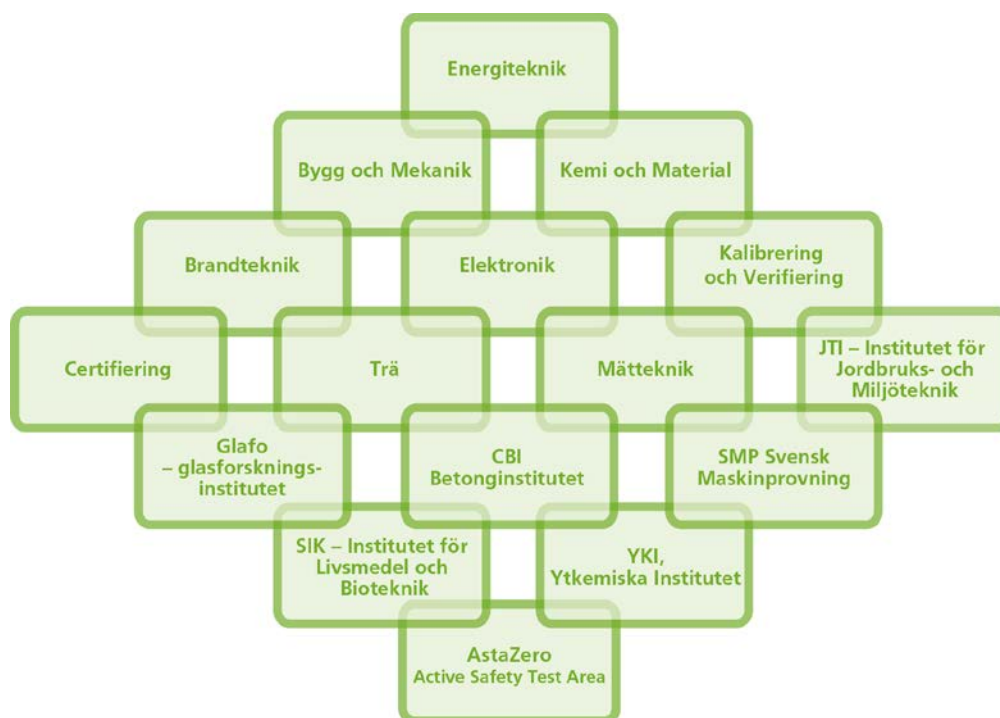 Energiteknik
Bygg och Mekanik
Kemi och Material
Brandteknik
Elektronik
Kalibrering
och Verifiering
Certifiering
Trä
Mätteknik
JTI – Institutet för
Jordbruks- och
Miljöteknik
Glafo
– glasforsknings-
institutet
CBI
Betonginstitutet
SMP Svensk
Maskinprovning
SIK – Institutet för
Livsmedel och
Bioteknik
YKI,
Ytkemiska Institutet
AstaZero
Active Safety Test Area